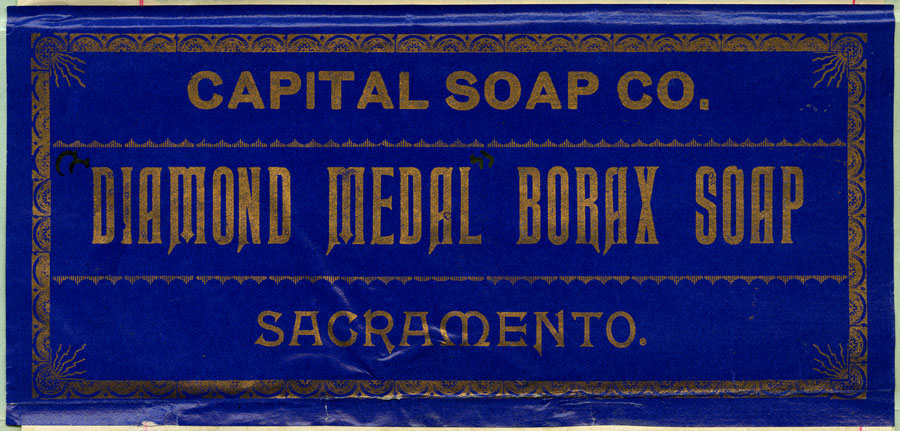 CAPITAL SOAP CO.
"DIAMOND MEDAL" BORAX SOAP
SACRAMENTO.